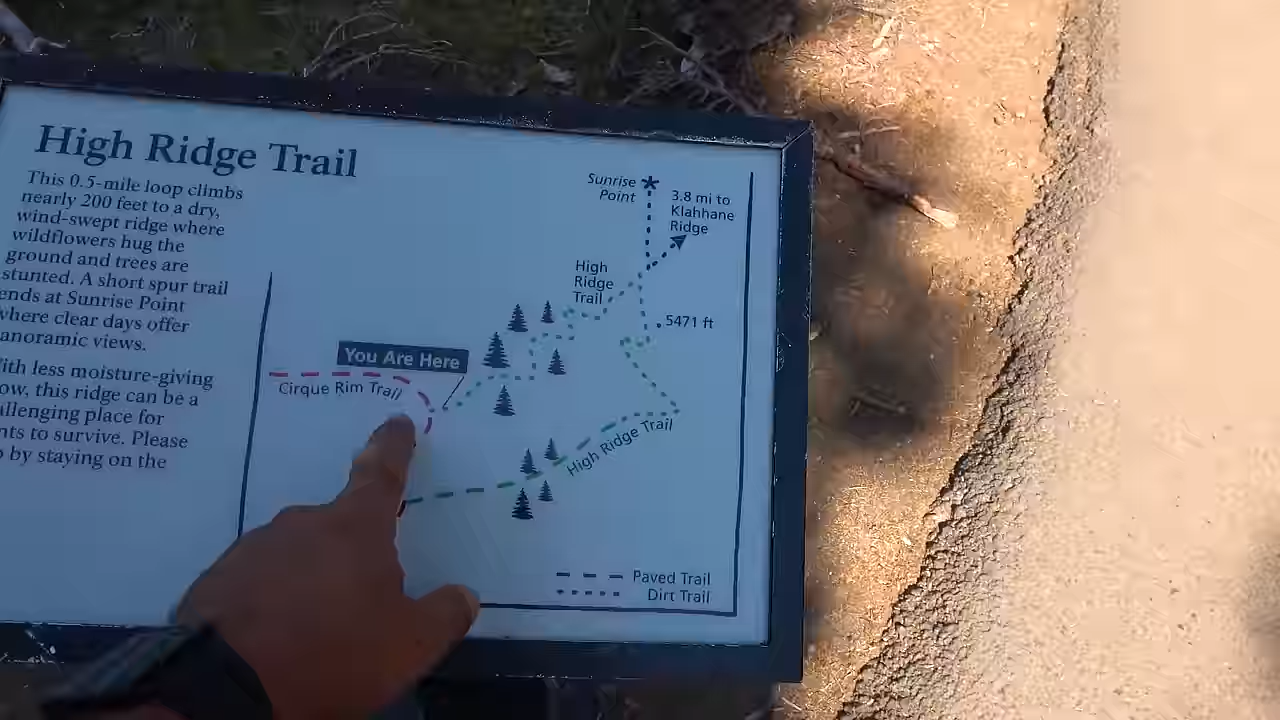 High Ridge Trail
This 0.5-mile loop climbs
nearly 200 feet to a dry,
wind-swept ridge where
wildflowers hug the
ground and trees are
stunted. A short spur trail
ends at Sunrise Point
where clear days offer
anoramic views.
ith less moisture-giving
ow, this ridge can be a
allenging place for
nts to survive. Please
by staying on the
Sunrise
Point
3.8 mi to
Klahhane
Ridge
High
Ridge
Trail
5471 ft
You Are Here
Cirque Rim Trail
High Ridge Trail
Paved Trail
Dirt Trail